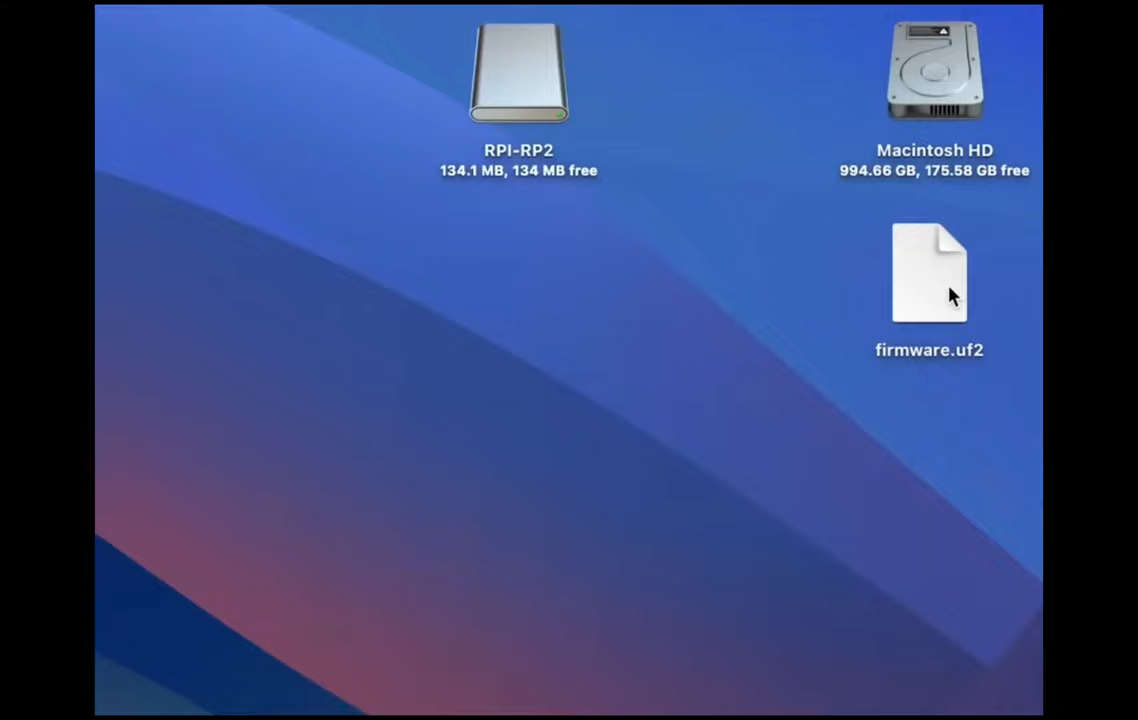 RPI-RP2
134.1 MB, 134 MB free
Macintosh HD
994.66 GB, 175.58 GB free
firmware.uf2